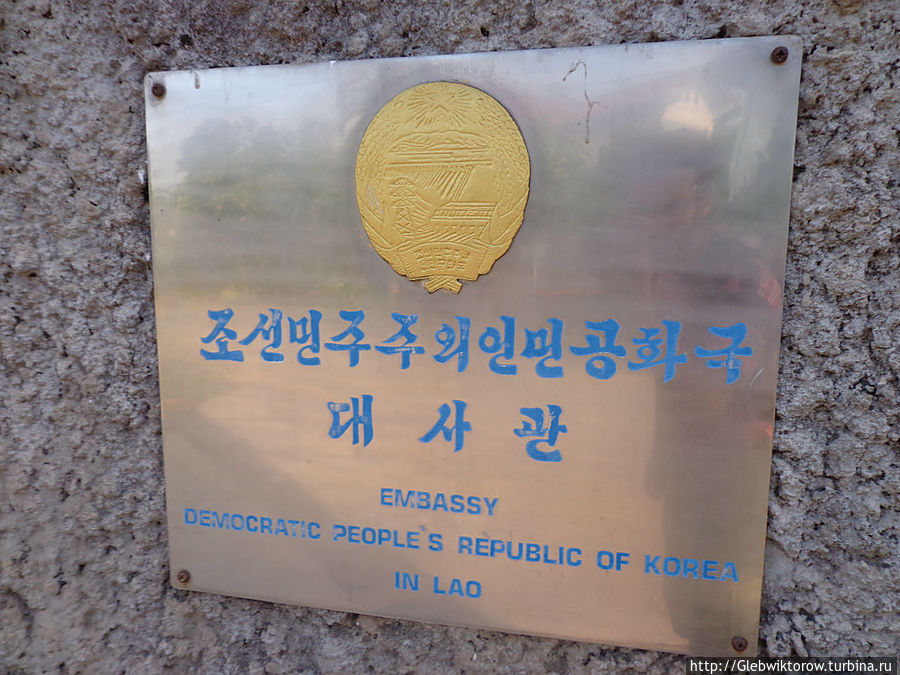 조선민주주의인민공화국
대사관
EMBASSY
DEMOCRATIC PEOPLE'S REPUBLIC OF KOREA
IN LAO
http://Glebwiktorow.turbina.ru